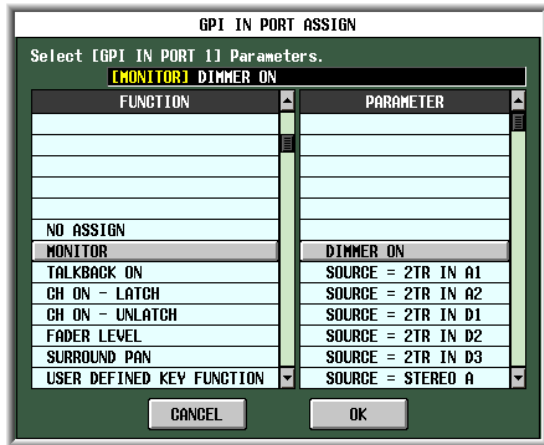 GPI IN PORT ASSIGN
Select [GPI IN PORT 1] Parameters.
[MONITOR] DIMMER ON
FUNCTION PARAMETER
NO ASSIGN
MONITOR DIMMER ON
TALKBACK ON SOURCE = 2TR IN A1
CH ON - LATCH SOURCE = 2TR IN A2
CH ON - UNLATCH SOURCE = 2TR IN D1
FADER LEVEL SOURCE = 2TR IN D2
SURROUND PAN SOURCE = 2TR IN D3
USER DEFINED KEY FUNCTION SOURCE = STEREO A
CANCEL OK